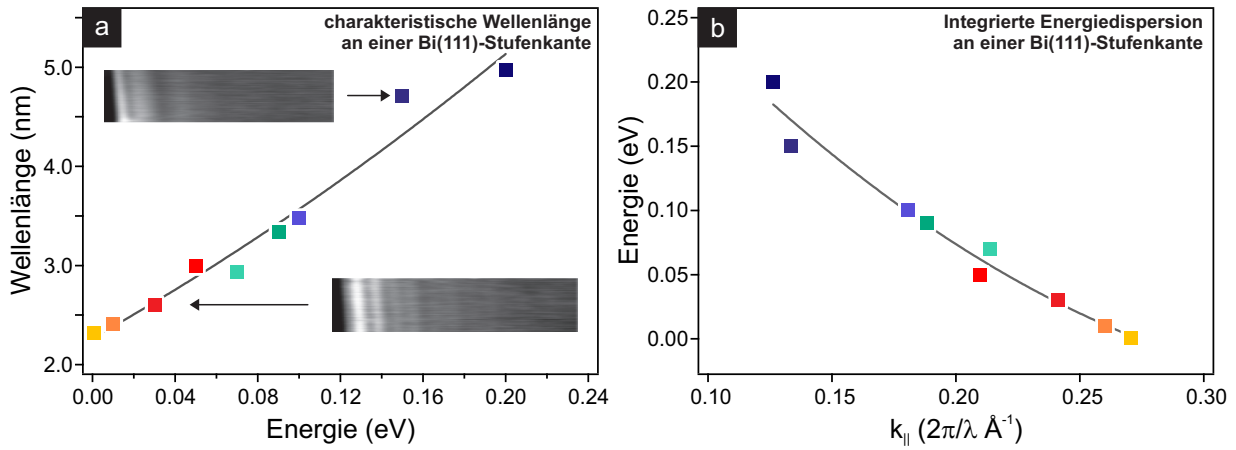 a
charakteristische Wellenlänge
an einer Bi(111)-Stufenkante
Wellenlänge (nm)
5.0
4.0
3.0
2.0
0.00
0.04
0.08
0.12
0.16
0.20
0.24
Energie (eV)
b
Integrierte Energiedispersion
an einer Bi(111)-Stufenkante
Energie (eV)
0.25
0.20
0.15
0.10
0.05
0.00
0.10
0.15
0.20
0.25
0.30
k|| (2π/λ Å⁻¹)